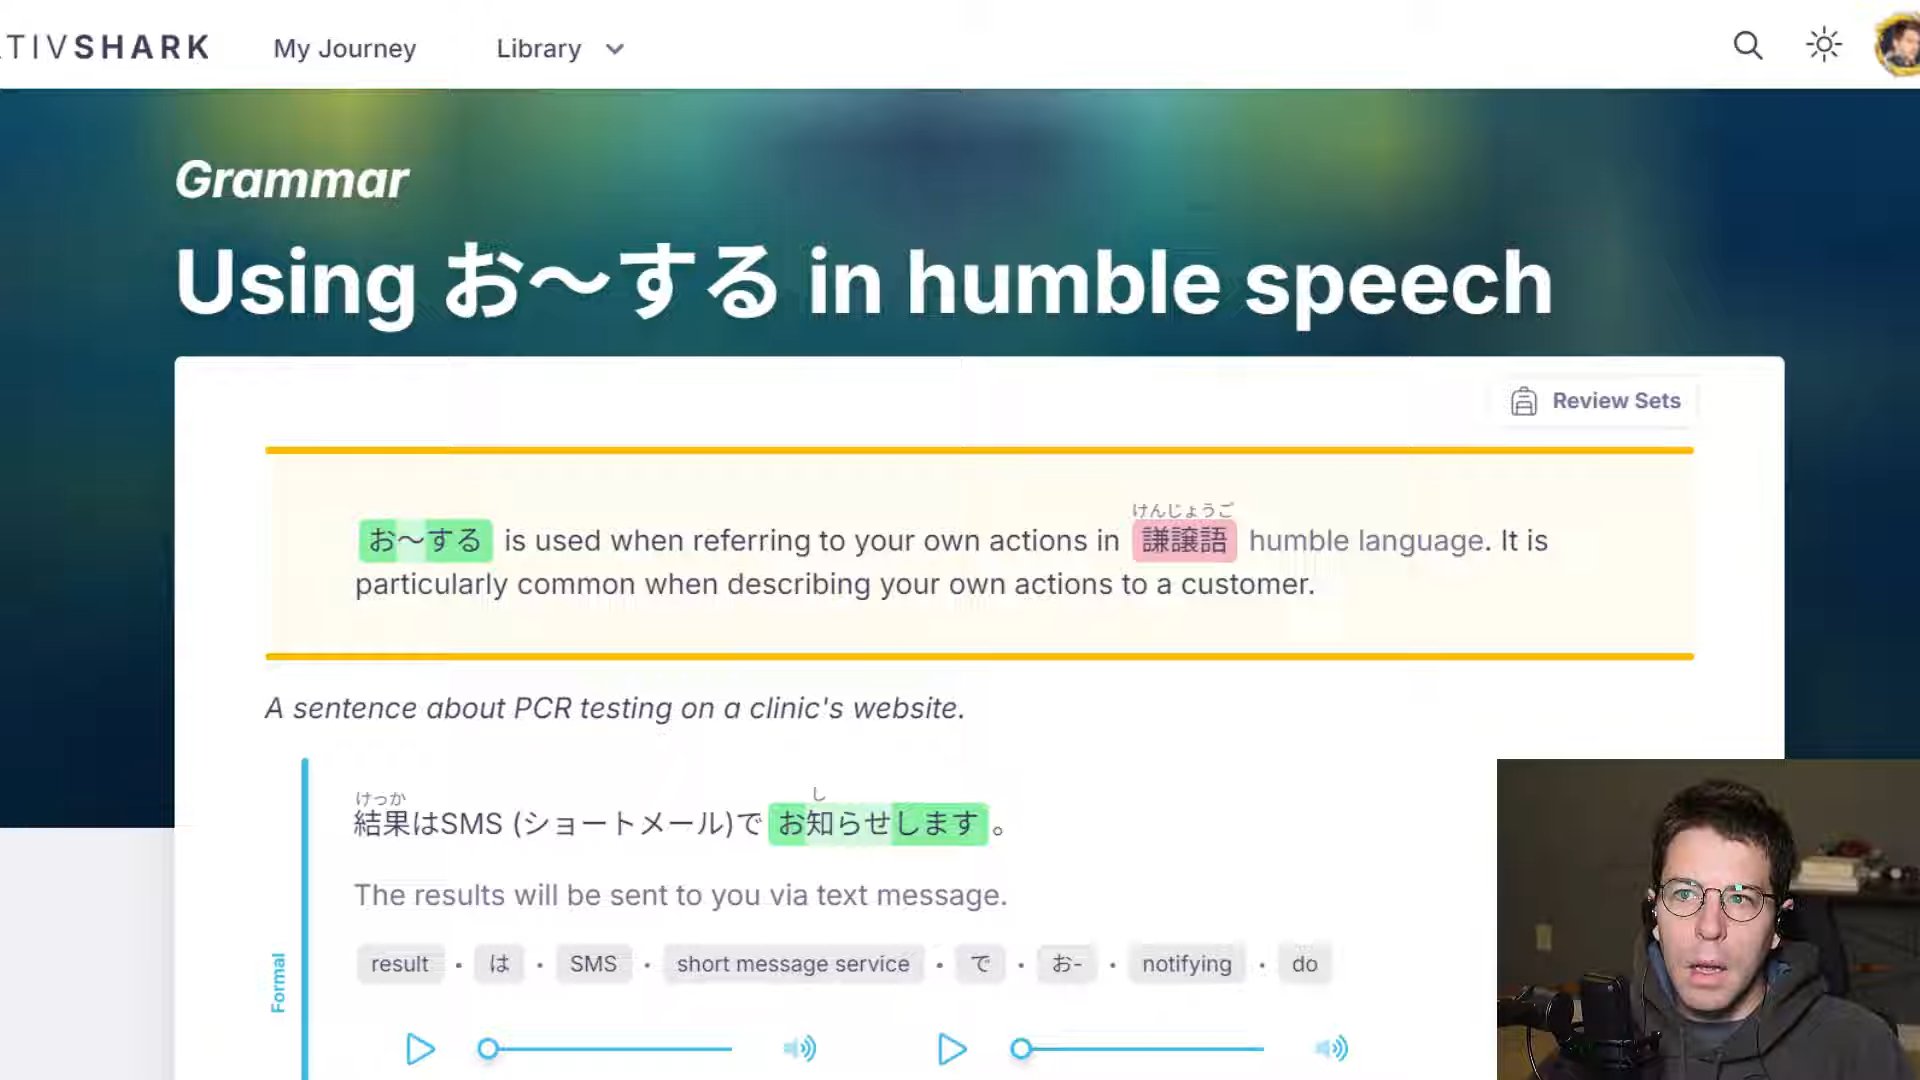 TIVSHARK My Journey Library
Grammar
Using お〜する in humble speech
Review Sets
けんじょうご
お〜する is used when referring to your own actions in 謙譲語 humble language. It is
particularly common when describing your own actions to a customer.
A sentence about PCR testing on a clinic's website.
けっか し
結果はSMS (ショートメール)でお知らせします。
The results will be sent to you via text message.
result • は • SMS • short message service • で • お- • notifying • do
Formal